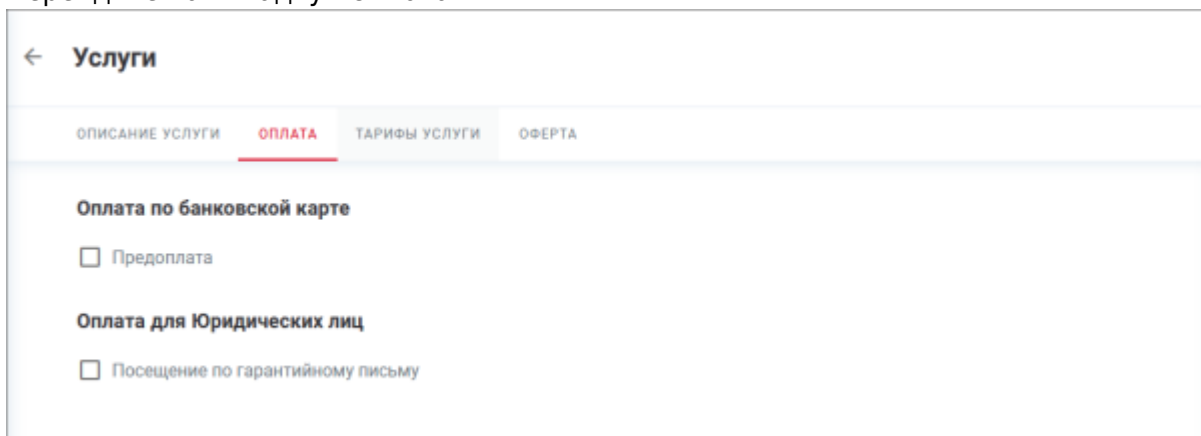 ← Услуги
ОПИСАНИЕ УСЛУГИ ОПЛАТА ТАРИФЫ УСЛУГИ ОФЕРТА
Оплата по банковской карте
Предоплата
Оплата для Юридических лиц
Посещение по гарантийному письму